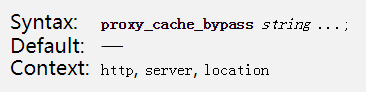 Syntax: proxy_cache_bypass string ...;
Default: —
Context: http, server, location